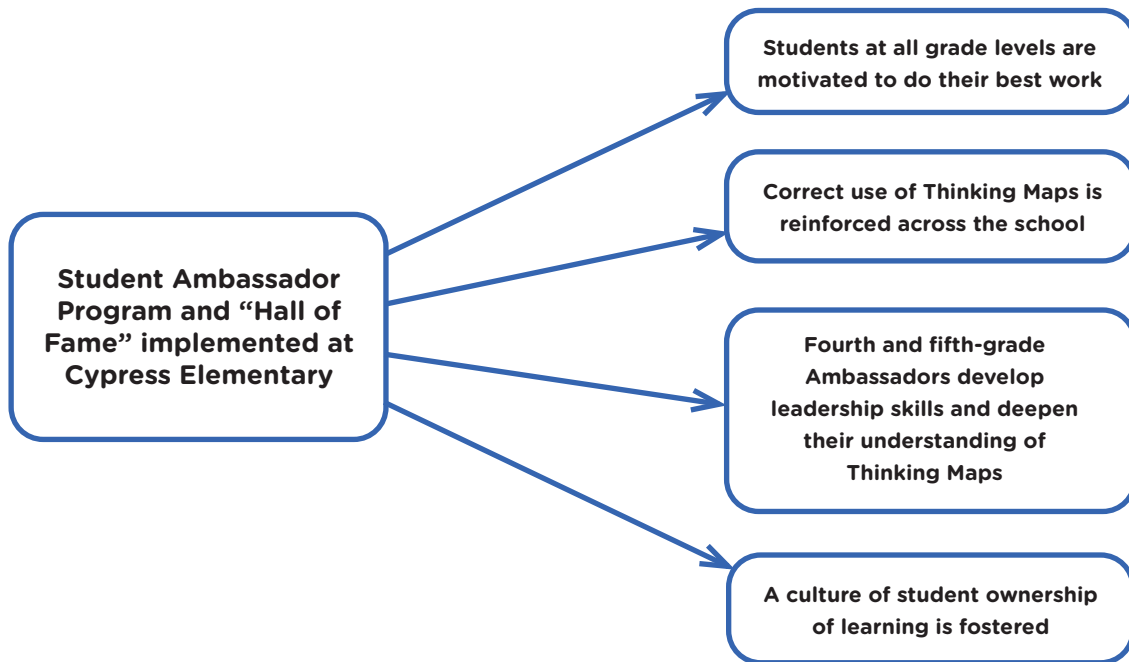 Student Ambassador
Program and “Hall of
Fame” implemented at
Cypress Elementary
Students at all grade levels are
motivated to do their best work
Correct use of Thinking Maps is
reinforced across the school
Fourth and fifth-grade
Ambassadors develop
leadership skills and deepen
their understanding of
Thinking Maps
A culture of student ownership
of learning is fostered